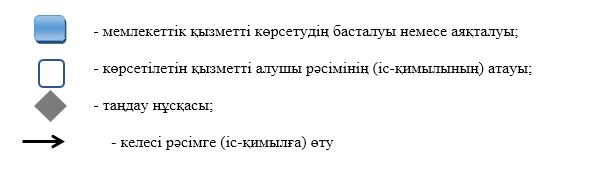 - мемлекеттік қызметті көрсетудің басталуы немесе аяқталуы;
- көрсетілетін қызметті алушы рәсімінің (іс-қимылының) атауы;
- таңдау нұсқасы;
- келесі рәсімге (іс-қимылға) өту